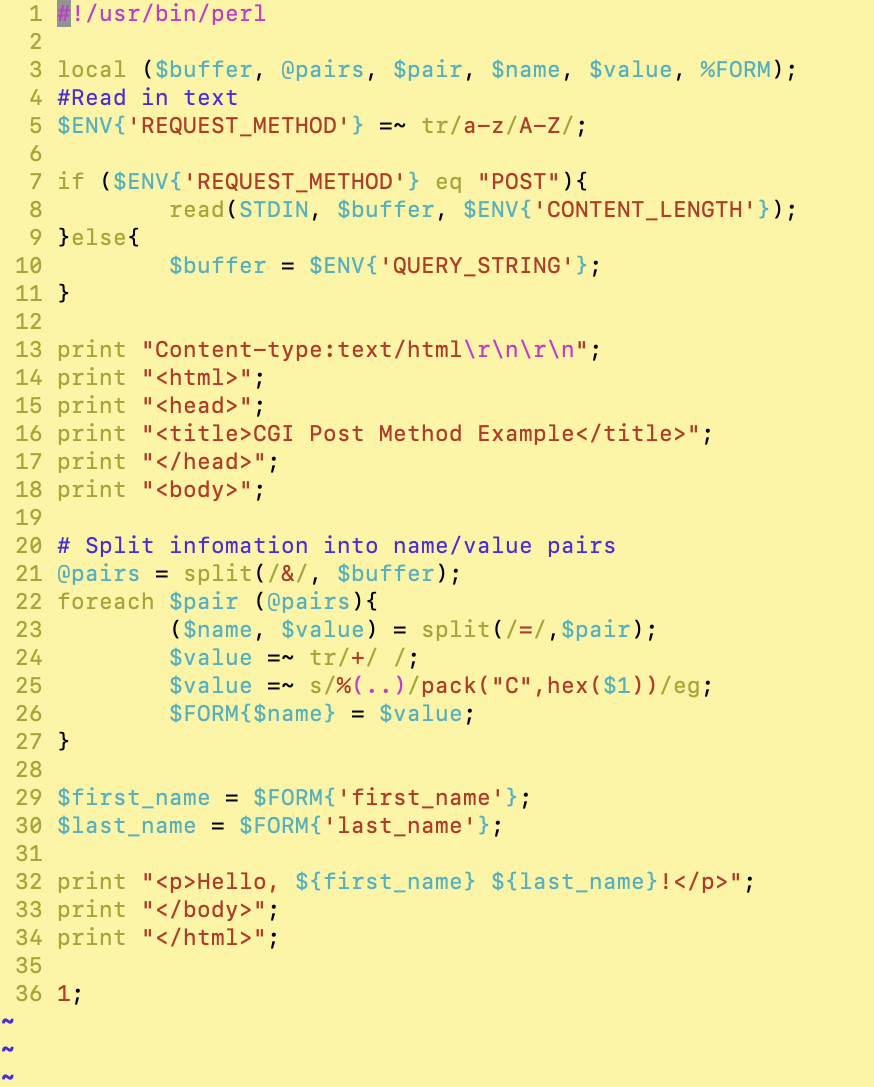 1 #!/usr/bin/perl
2
3 local ($buffer, @pairs, $pair, $name, $value, %FORM);
4 #Read in text
5 $ENV{'REQUEST_METHOD'} =~ tr/a-z/A-Z/;
6
7 if ($ENV{'REQUEST_METHOD'} eq "POST"){
8         read(STDIN, $buffer, $ENV{'CONTENT_LENGTH'});
9 }else{
10         $buffer = $ENV{'QUERY_STRING'};
11 }
12
13 print "Content-type:text/html\r\n\r\n";
14 print "<html>";
15 print "<head>";
16 print "<title>CGI Post Method Example</title>";
17 print "</head>";
18 print "<body>";
19
20 # Split infomation into name/value pairs
21 @pairs = split(/&/, $buffer);
22 foreach $pair (@pairs){
23         ($name, $value) = split(/=/,$pair);
24         $value =~ tr/+/ /;
25         $value =~ s/%(..)/pack("C",hex($1))/eg;
26         $FORM{$name} = $value;
27 }
28
29 $first_name = $FORM{'first_name'};
30 $last_name = $FORM{'last_name'};
31
32 print "<p>Hello, ${first_name} ${last_name}!</p>";
33 print "</body>";
34 print "</html>";
35
36 1;
~
~
~